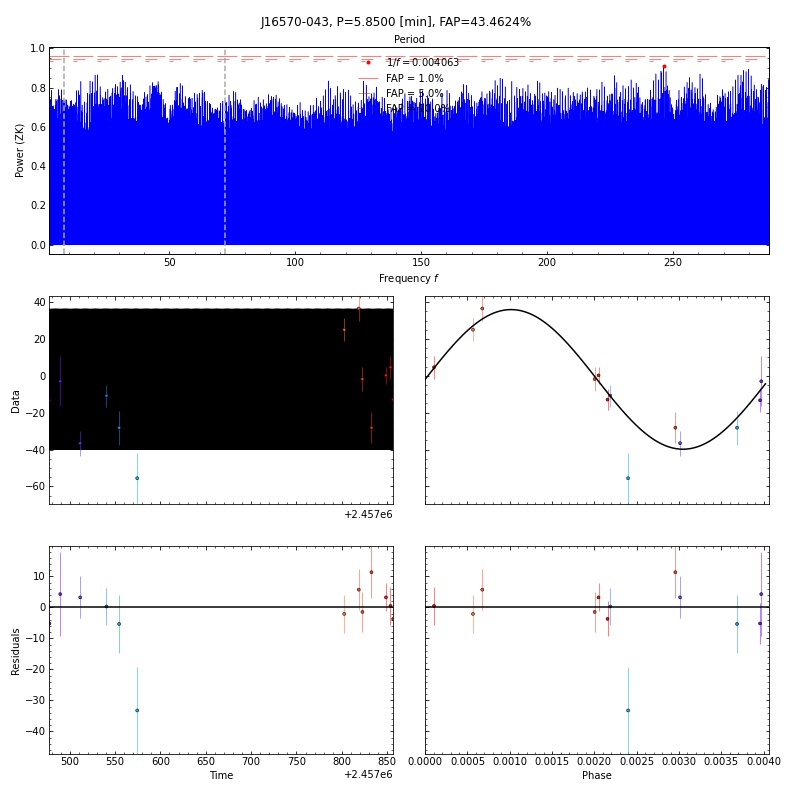 J16570-043, P=5.8500 [min], FAP=43.4624%
Period
1/f = 0.004063
FAP = 1.0%
FAP = 5.0%
Power (ZK)
1.0
0.8
0.6
0.4
0.2
0.0
50 100 150 200 250
Frequency f
Data
40
20
0
−20
−40
−60
+2.457e6
Residuals
10
0
−10
−20
−30
−40
500 550 600 650 700 750 800 850
Time
+2.457e6
0.0000 0.0005 0.0010 0.0015 0.0020 0.0025 0.0030 0.0035 0.0040
Phase